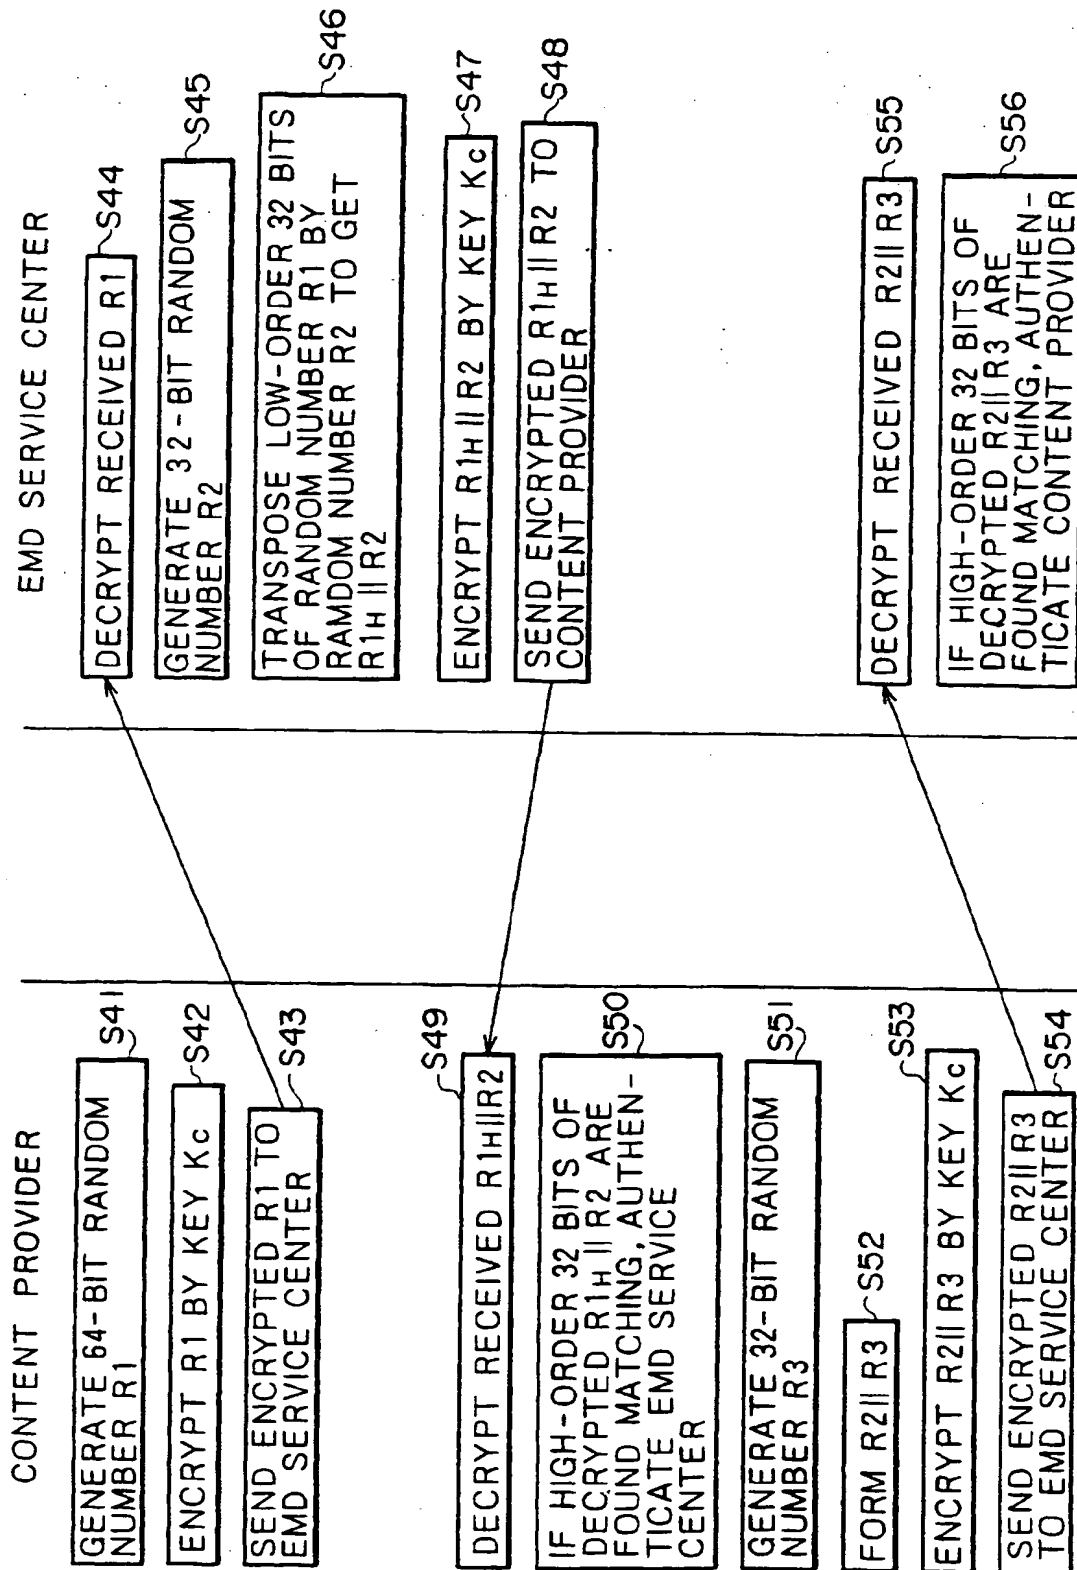 CONTENT PROVIDER
GENERATE 64-BIT RANDOM
NUMBER R1
S41
ENCRYPT R1 BY KEY Kc
S42
SEND ENCRYPTED R1 TO
EMD SERVICE CENTER
S43
DECRYPT RECEIVED R1H||R2
S49
IF HIGH-ORDER 32 BITS OF
DECRYPTED R1H || R2 ARE
FOUND MATCHING, AUTHEN-
TICATE EMD SERVICE
CENTER
S50
GENERATE 32-BIT RANDOM
NUMBER R3
S51
FORM R2|| R3
S52
ENCRYPT R2|| R3 BY KEY Kc
S53
SEND ENCRYPTED R2|| R3
TO EMD SERVICE CENTER
S54
EMD SERVICE CENTER
DECRYPT RECEIVED R1
S44
GENERATE 32-BIT RANDOM
NUMBER R2
S45
TRANSPOSE LOW-ORDER 32 BITS
OF RANDOM NUMBER R1 BY
RAMDOM NUMBER R2 TO GET
R1H || R2
S46
ENCRYPT R1H || R2 BY KEY Kc
S47
SEND ENCRYPTED R1H || R2 TO
CONTENT PROVIDER
S48
DECRYPT RECEIVED R2|| R3
S55
IF HIGH-ORDER 32 BITS OF
DECRYPTED R2|| R3 ARE
FOUND MATCHING, AUTHEN-
TICATE CONTENT PROVIDER
S56